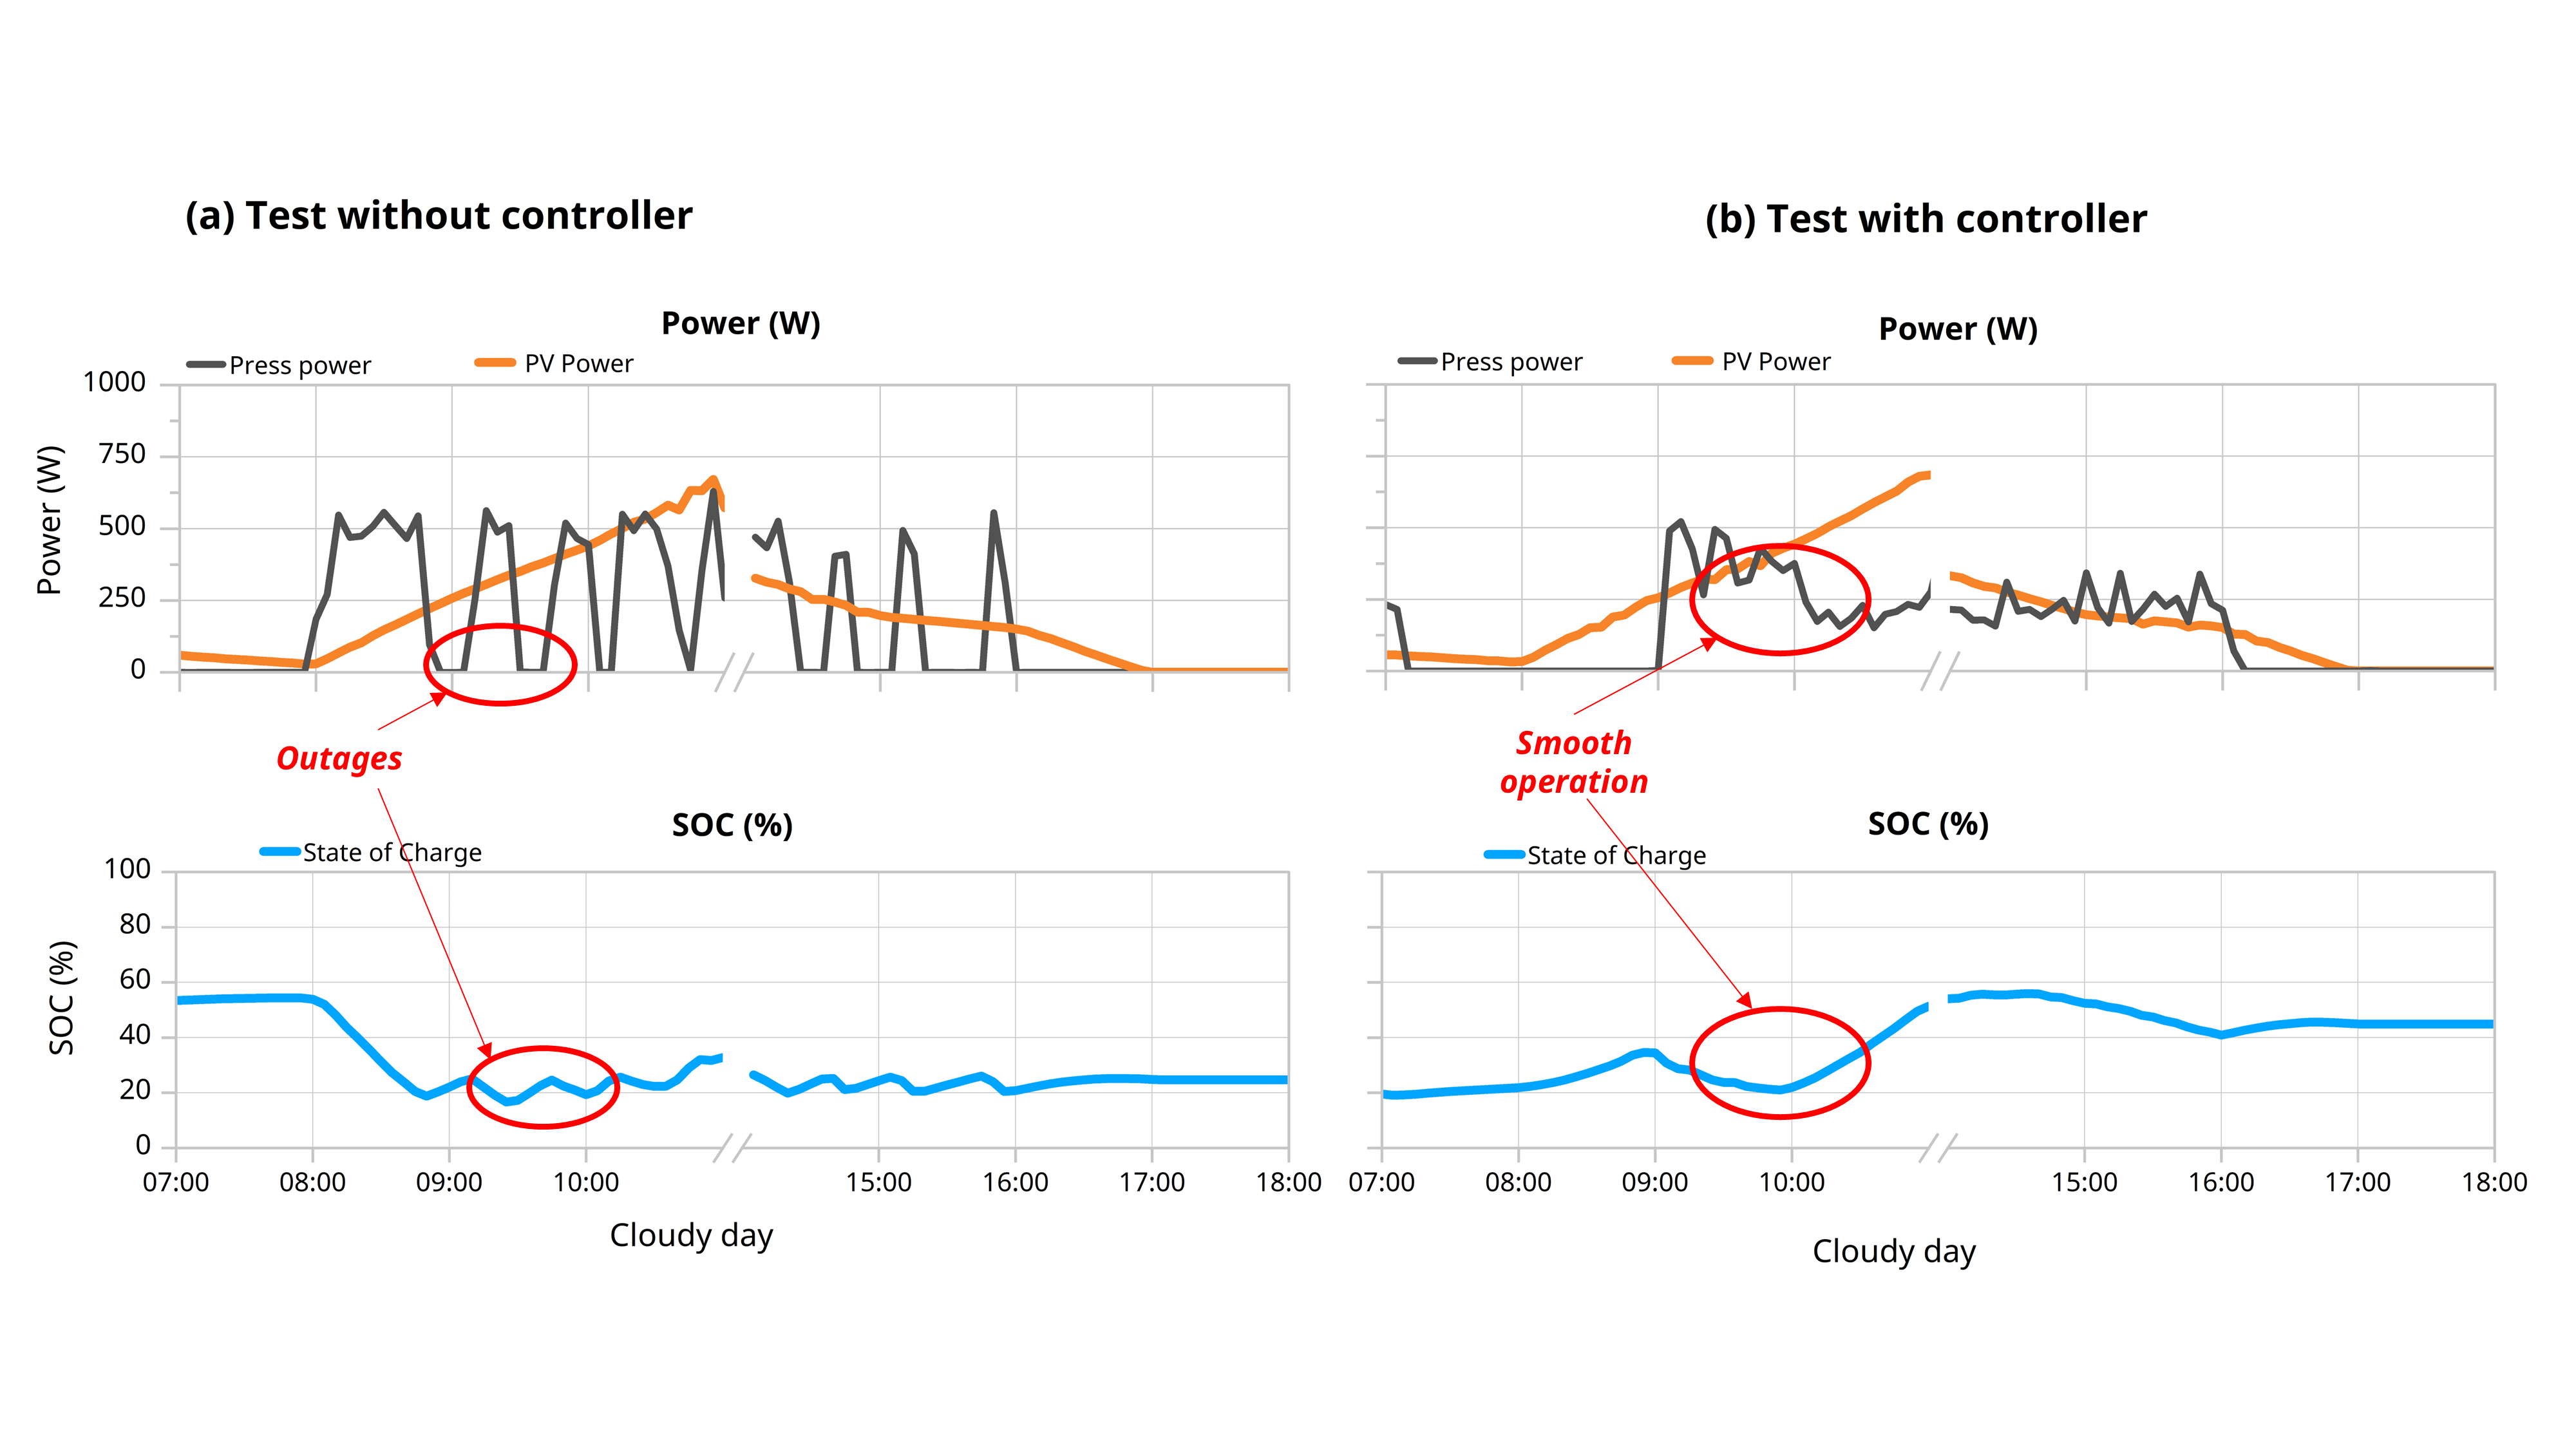 (a) Test without controller
(b) Test with controller
Power (W)
Press power
PV Power
1000
750
500
250
0
Power (W)
Outages
SOC (%)
State of Charge
100
80
60
40
20
0
SOC (%)
07:00
08:00
09:00
10:00
15:00
16:00
17:00
18:00
Cloudy day
Power (W)
Press power
PV Power
Smooth
operation
SOC (%)
State of Charge
07:00
08:00
09:00
10:00
15:00
16:00
17:00
18:00
Cloudy day